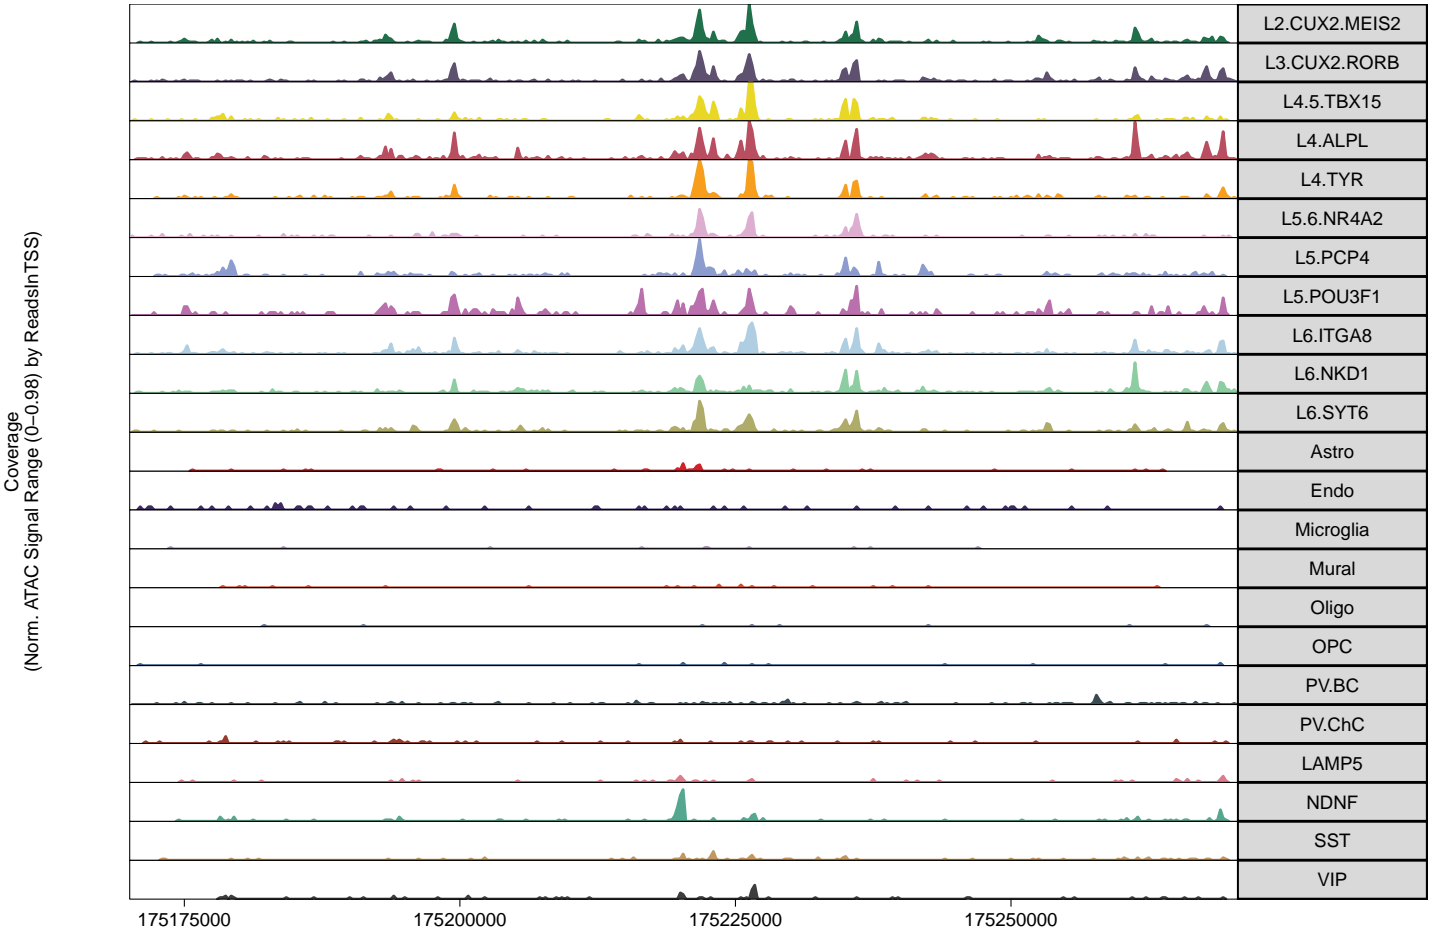 Coverage
(Norm. ATAC Signal Range (0−0.98) by ReadsInTSS)
L2.CUX2.MEIS2
L3.CUX2.RORB
L4.5.TBX15
L4.ALPL
L4.TYR
L5.6.NR4A2
L5.PCP4
L5.POU3F1
L6.ITGA8
L6.NKD1
L6.SYT6
Astro
Endo
Microglia
Mural
Oligo
OPC
PV.BC
PV.ChC
LAMP5
NDNF
SST
VIP
175175000 175200000 175225000 175250000